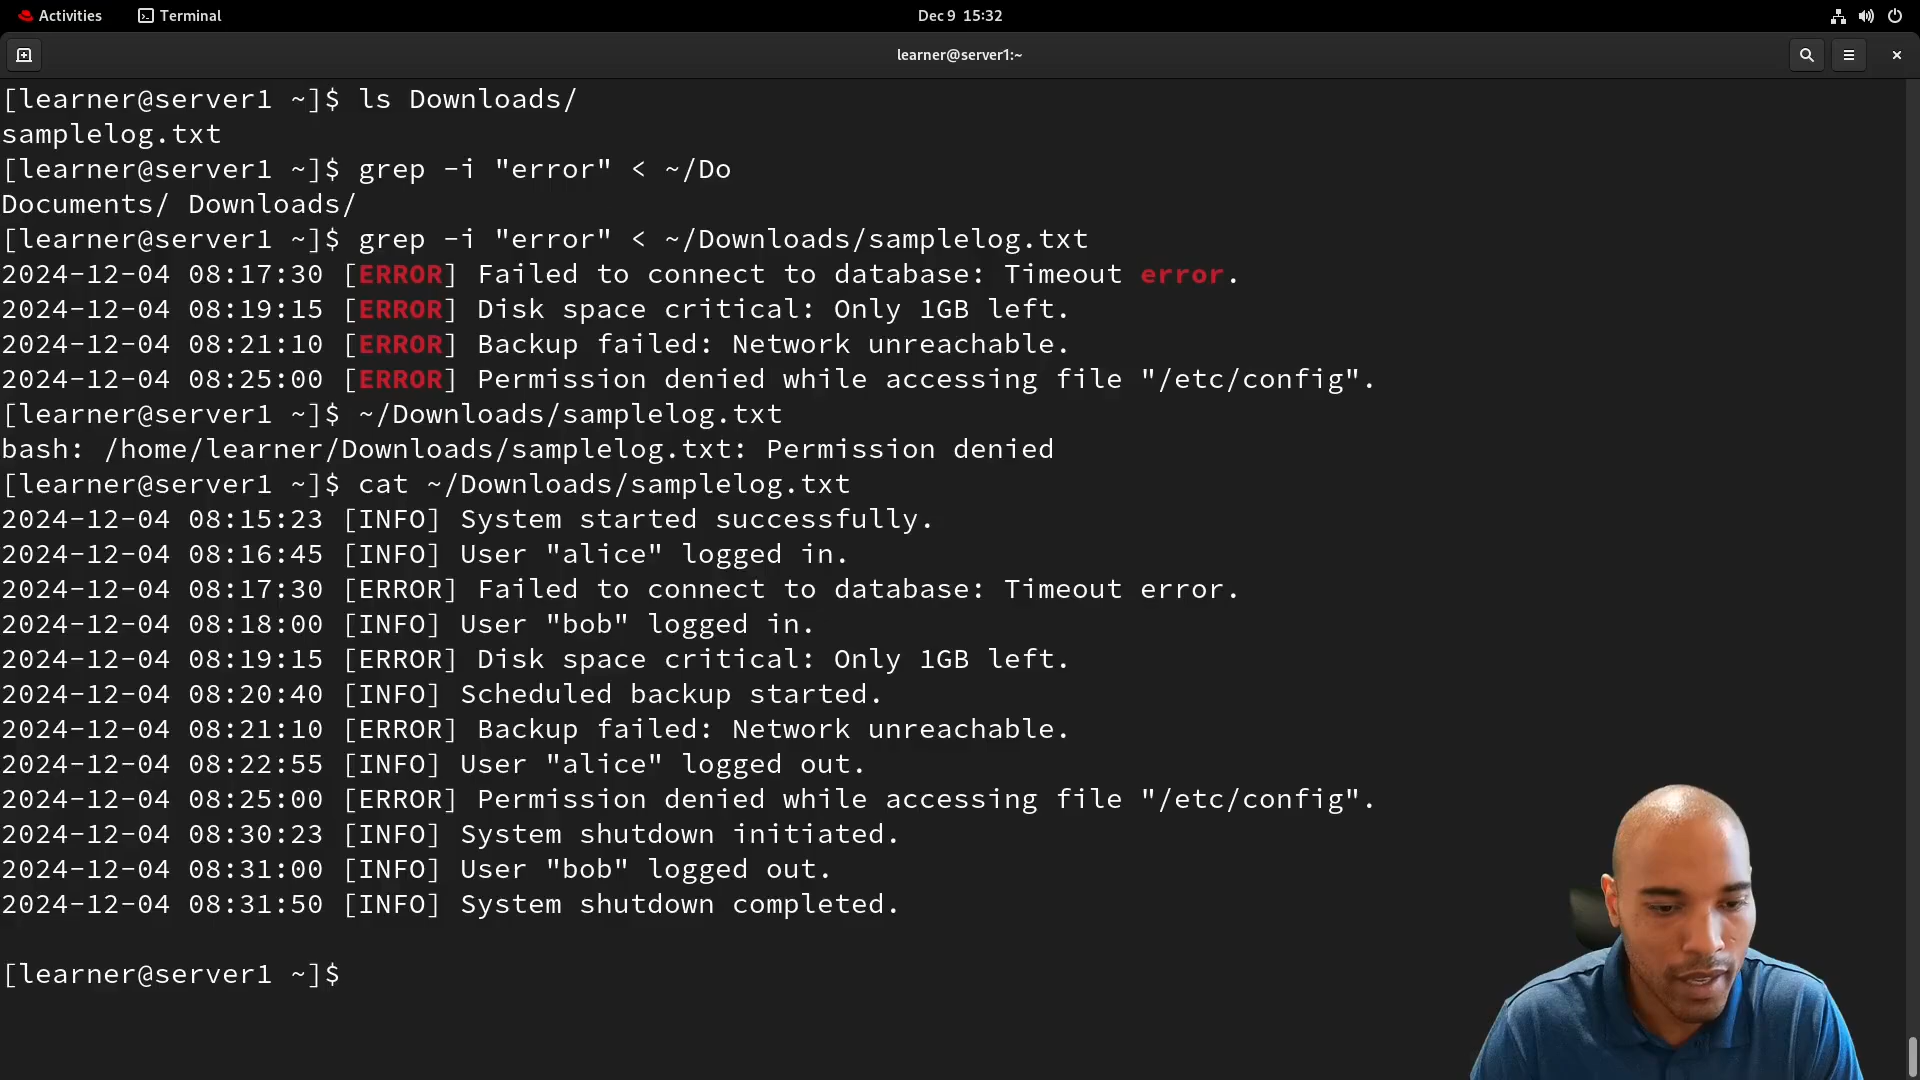 Activities Terminal Dec 9 15:32
learner@server1:~
[learner@server1 ~]$ ls Downloads/
samplelog.txt
[learner@server1 ~]$ grep -i "error" < ~/Do
Documents/ Downloads/
[learner@server1 ~]$ grep -i "error" < ~/Downloads/samplelog.txt
2024-12-04 08:17:30 [ERROR] Failed to connect to database: Timeout error.
2024-12-04 08:19:15 [ERROR] Disk space critical: Only 1GB left.
2024-12-04 08:21:10 [ERROR] Backup failed: Network unreachable.
2024-12-04 08:25:00 [ERROR] Permission denied while accessing file "/etc/config".
[learner@server1 ~]$ ~/Downloads/samplelog.txt
bash: /home/learner/Downloads/samplelog.txt: Permission denied
[learner@server1 ~]$ cat ~/Downloads/samplelog.txt
2024-12-04 08:15:23 [INFO] System started successfully.
2024-12-04 08:16:45 [INFO] User "alice" logged in.
2024-12-04 08:17:30 [ERROR] Failed to connect to database: Timeout error.
2024-12-04 08:18:00 [INFO] User "bob" logged in.
2024-12-04 08:19:15 [ERROR] Disk space critical: Only 1GB left.
2024-12-04 08:20:40 [INFO] Scheduled backup started.
2024-12-04 08:21:10 [ERROR] Backup failed: Network unreachable.
2024-12-04 08:22:55 [INFO] User "alice" logged out.
2024-12-04 08:25:00 [ERROR] Permission denied while accessing file "/etc/config".
2024-12-04 08:30:23 [INFO] System shutdown initiated.
2024-12-04 08:31:00 [INFO] User "bob" logged out.
2024-12-04 08:31:50 [INFO] System shutdown completed.
[learner@server1 ~]$